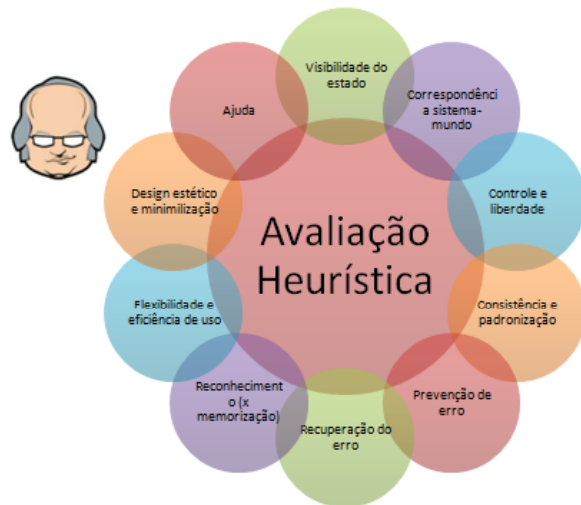 Visibilidade do
estado
Correspondênci
a sistema-
mundo
Controle e
liberdade
Consistência e
padronização
Prevenção de
erro
Recuperação do
erro
Reconheciment
o (x
memorização)
Flexibilidade e
eficiência de uso
Design estético
e minimilização
Ajuda
Avaliação
Heurística